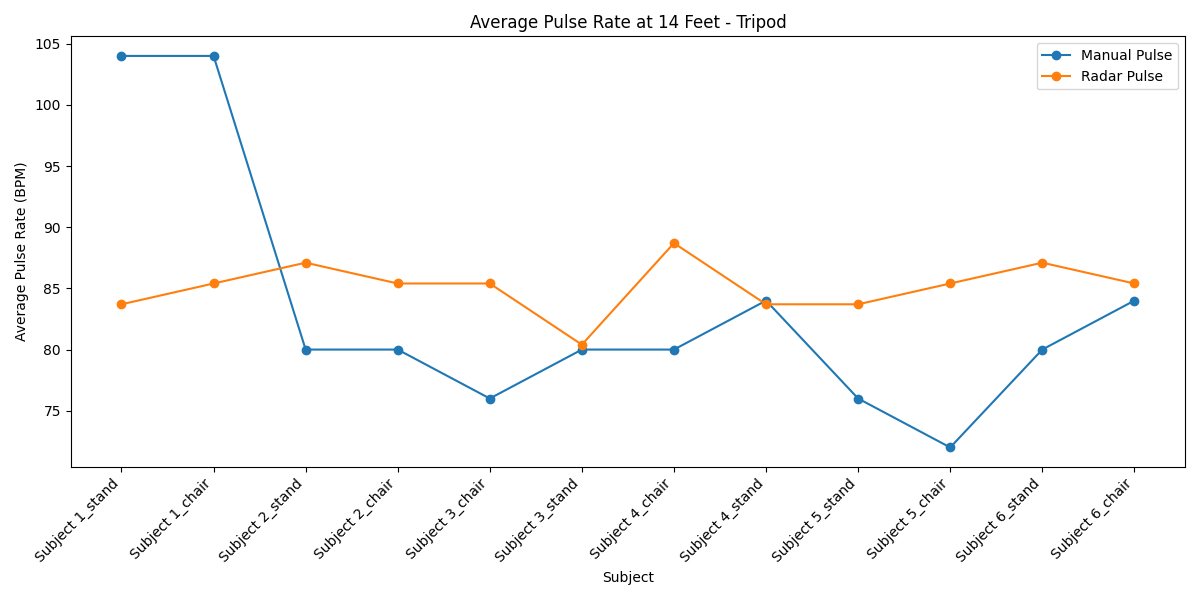 Average Pulse Rate at 14 Feet - Tripod
Manual Pulse
Radar Pulse
Average Pulse Rate (BPM)
105
100
95
90
85
80
75
Subject 1_stand
Subject 1_chair
Subject 2_stand
Subject 2_chair
Subject 3_chair
Subject 3_stand
Subject 4_chair
Subject 4_stand
Subject 5_stand
Subject 5_chair
Subject 6_stand
Subject 6_chair
Subject